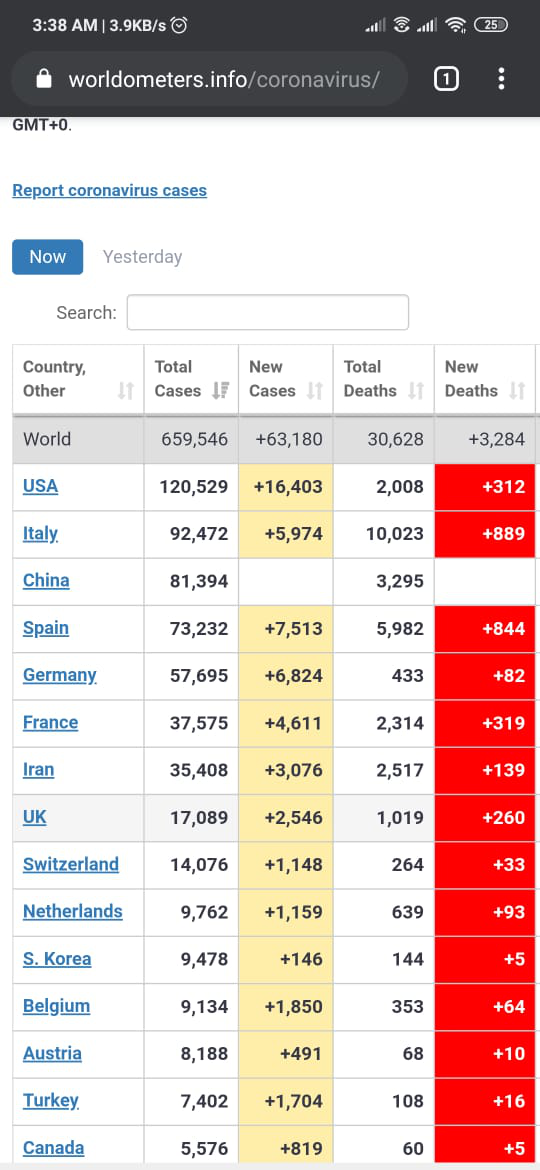 3:38 AM | 3.9KB/s 25
worldometers.info/coronavirus/ 1
GMT+0.
Report coronavirus cases
Now Yesterday
Search:
Country, Other Total Cases New Cases Total Deaths New Deaths
World 659,546 +63,180 30,628 +3,284
USA 120,529 +16,403 2,008 +312
Italy 92,472 +5,974 10,023 +889
China 81,394 3,295
Spain 73,232 +7,513 5,982 +844
Germany 57,695 +6,824 433 +82
France 37,575 +4,611 2,314 +319
Iran 35,408 +3,076 2,517 +139
UK 17,089 +2,546 1,019 +260
Switzerland 14,076 +1,148 264 +33
Netherlands 9,762 +1,159 639 +93
S. Korea 9,478 +146 144 +5
Belgium 9,134 +1,850 353 +64
Austria 8,188 +491 68 +10
Turkey 7,402 +1,704 108 +16
Canada 5,576 +819 60 +5